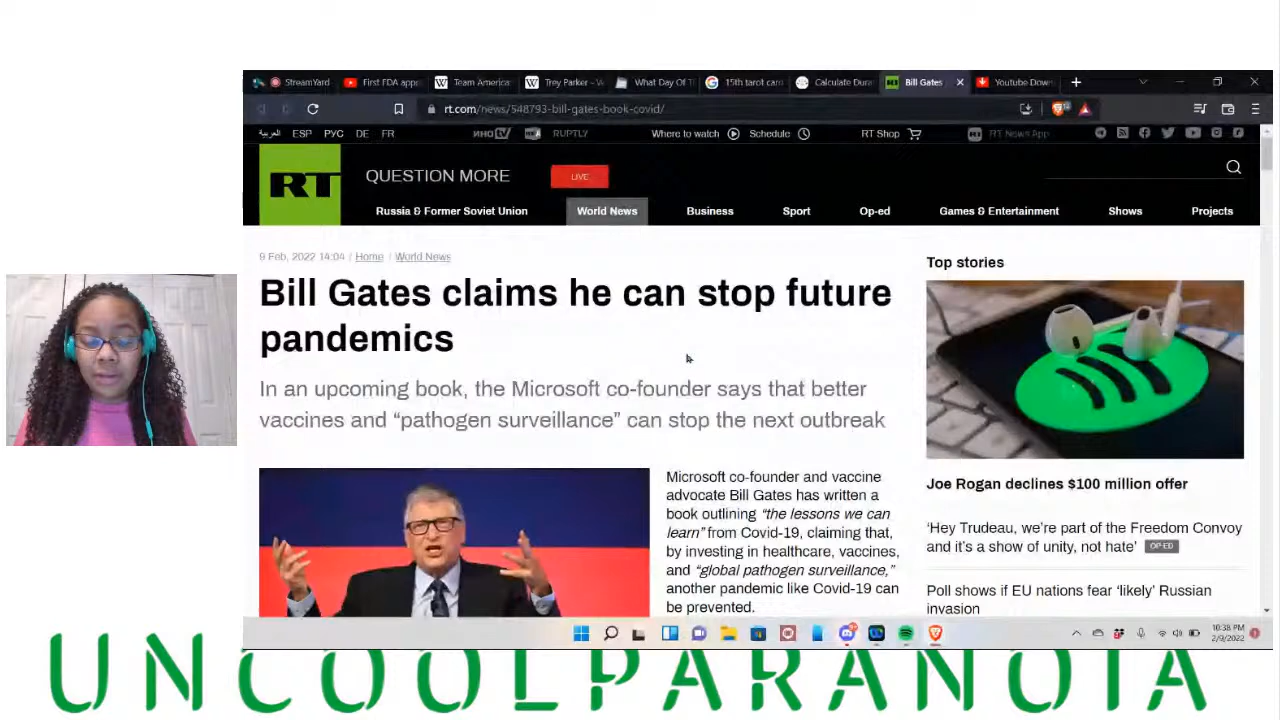 StreamYard First FDA appr Team America: Trey Parker – W What Day Of Th 15th tarot card Calculate Dura Bill Gates Youtube Down
rt.com/news/548793-bill-gates-book-covid/
العربية ESP РУС DE FR ИНО TV RUPTLY Where to watch Schedule RT Shop RT News App
RT QUESTION MORE LIVE
Russia & Former Soviet Union World News Business Sport Op-ed Games & Entertainment Shows Projects
9 Feb, 2022 14:04 / Home / World News
Bill Gates claims he can stop future
pandemics
In an upcoming book, the Microsoft co-founder says that better
vaccines and “pathogen surveillance” can stop the next outbreak
Microsoft co-founder and vaccine
advocate Bill Gates has written a
book outlining “the lessons we can
learn” from Covid-19, claiming that,
by investing in healthcare, vaccines,
and “global pathogen surveillance,”
another pandemic like Covid-19 can
be prevented.
Top stories
Joe Rogan declines $100 million offer
‘Hey Trudeau, we’re part of the Freedom Convoy
and it’s a show of unity, not hate’ OP-ED
Poll shows if EU nations fear ‘likely’ Russian
invasion
10:38 PM
2/9/2022
UNCOOLPARANOIA